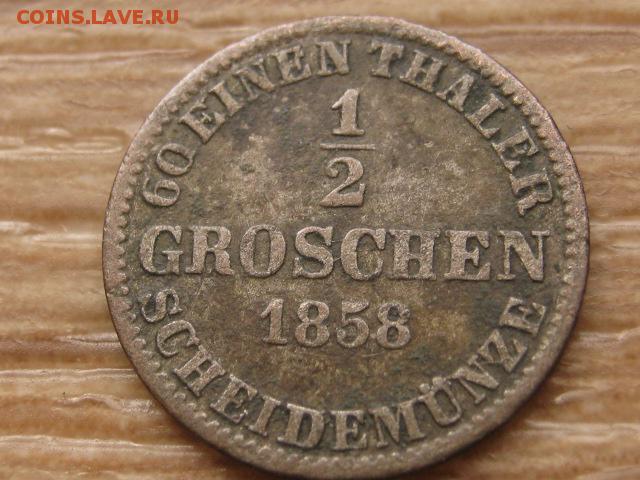 COINS.LAVE.RU
60 EINEN THALER
1
2
GROSCHEN
1858
SCHEIDEMÜNZE